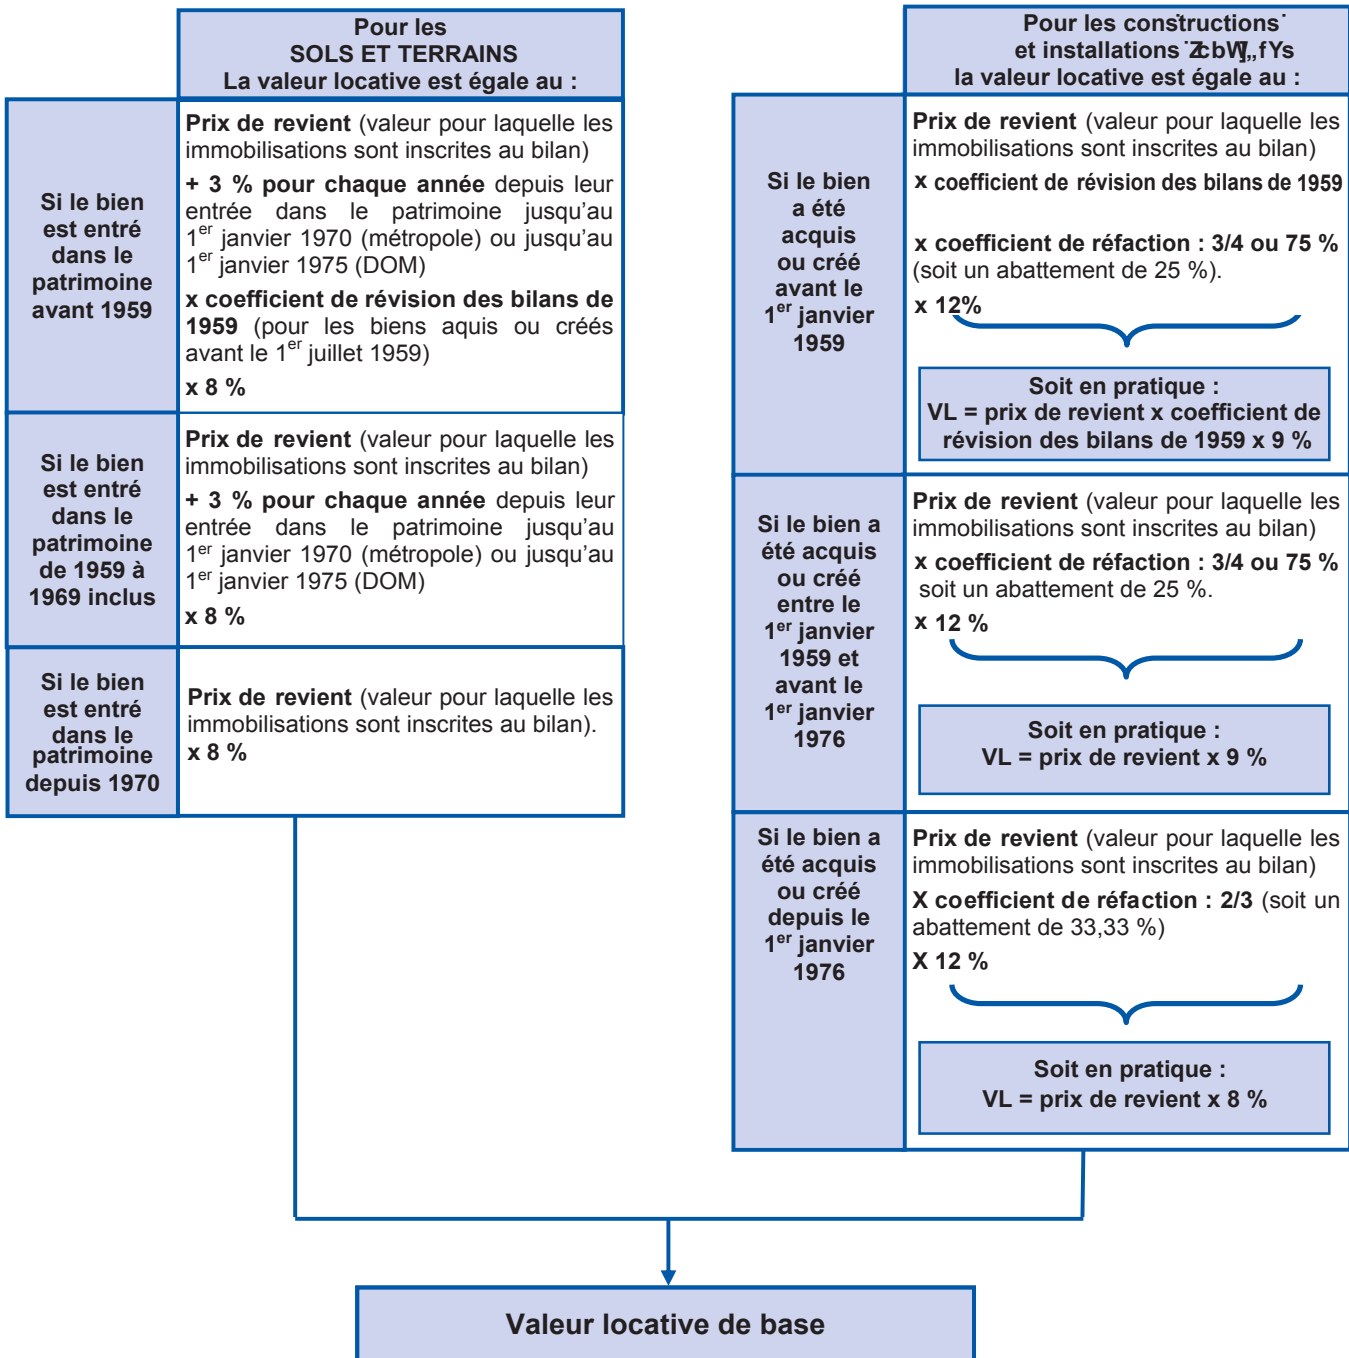 Pour les
SOLS ET TERRAINS
La valeur locative est égale au :
Si le bien
est entré
dans le
patrimoine
avant 1959
Prix de revient (valeur pour laquelle les
immobilisations sont inscrites au bilan)
+ 3 % pour chaque année depuis leur
entrée dans le patrimoine jusqu'au
1er janvier 1970 (métropole) ou jusqu'au
1er janvier 1975 (DOM)
x coefficient de révision des bilans de
1959 (pour les biens aquis ou créés
avant le 1er juillet 1959)
x 8 %
Si le bien
est entré
dans le
patrimoine
de 1959 à
1969 inclus
Prix de revient (valeur pour laquelle les
immobilisations sont inscrites au bilan)
+ 3 % pour chaque année depuis leur
entrée dans le patrimoine jusqu'au
1er janvier 1970 (métropole) ou jusqu'au
1er janvier 1975 (DOM)
x 8 %
Si le bien
est entré
dans le
patrimoine
depuis 1970
Prix de revient (valeur pour laquelle les
immobilisations sont inscrites au bilan).
x 8 %
Pour les constructions
et installations
la valeur locative est égale au :
Si le bien
a été
acquis
ou créé
avant le
1er janvier
1959
Prix de revient (valeur pour laquelle les
immobilisations sont inscrites au bilan)
x coefficient de révision des bilans de 1959
x coefficient de réfaction : 3/4 ou 75 %
(soit un abattement de 25 %).
x 12%
Soit en pratique :
VL = prix de revient x coefficient de
révision des bilans de 1959 x 9 %
Si le bien a
été acquis
ou créé
entre le
1er janvier
1959 et
avant le
1er janvier
1976
Prix de revient (valeur pour laquelle les
immobilisations sont inscrites au bilan)
x coefficient de réfaction : 3/4 ou 75 %
soit un abattement de 25 %.
x 12 %
Soit en pratique :
VL = prix de revient x 9 %
Si le bien a
été acquis
ou créé
depuis le
1er janvier
1976
Prix de revient (valeur pour laquelle les
immobilisations sont inscrites au bilan)
X coefficient de réfaction : 2/3 (soit un
abattement de 33,33 %)
X 12 %
Soit en pratique :
VL = prix de revient x 8 %
Valeur locative de base